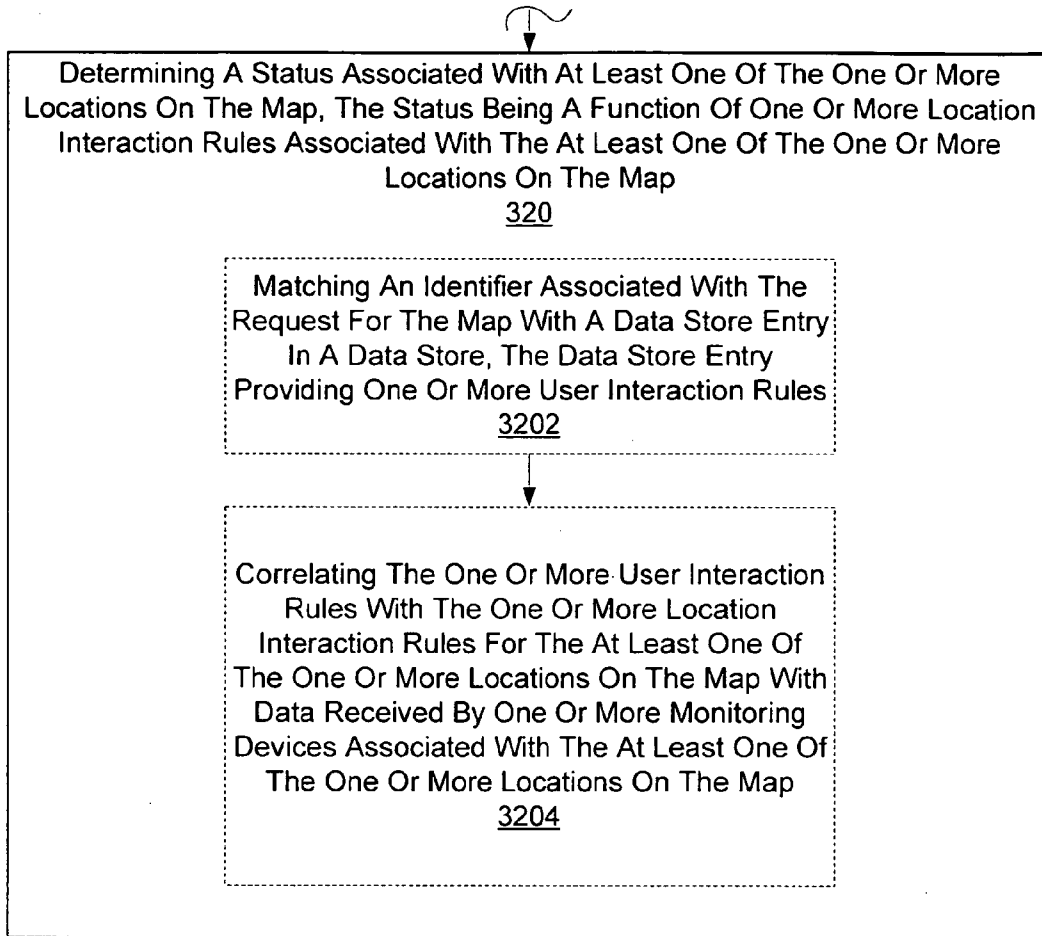 Determining A Status Associated With At Least One Of The One Or More
Locations On The Map, The Status Being A Function Of One Or More Location
Interaction Rules Associated With The At Least One Of The One Or More
Locations On The Map
320
Matching An Identifier Associated With The
Request For The Map With A Data Store Entry
In A Data Store, The Data Store Entry
Providing One Or More User Interaction Rules
3202
Correlating The One Or More User Interaction
Rules With The One Or More Location
Interaction Rules For The At Least One Of
The One Or More Locations On The Map With
Data Received By One Or More Monitoring
Devices Associated With The At Least One Of
The One Or More Locations On The Map
3204